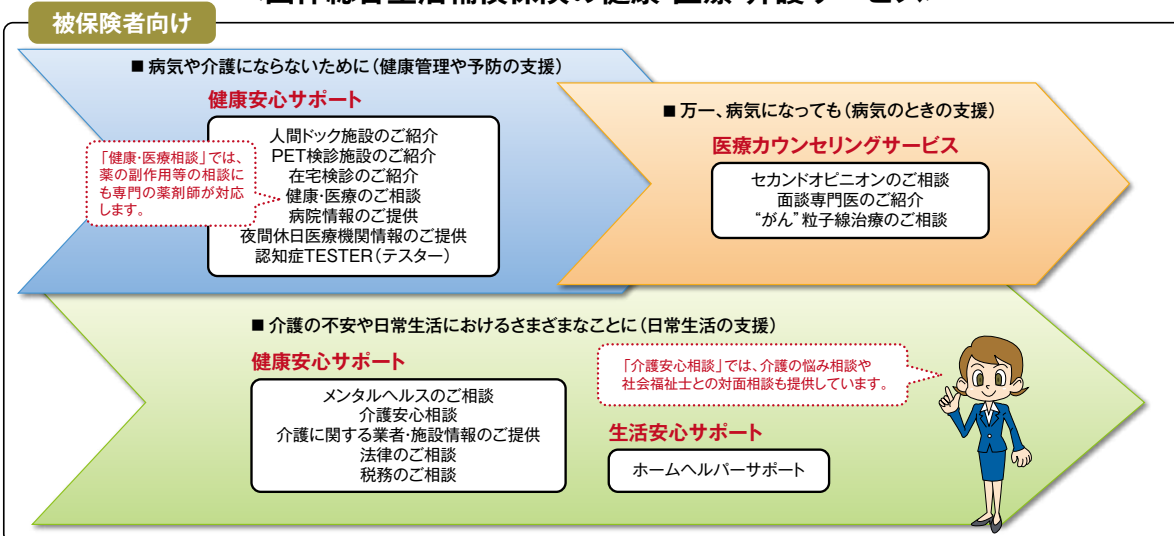 被保険者向け
■ 病気や介護にならないために(健康管理や予防の支援)
健康安心サポート
人間ドック施設のご紹介
PET検診施設のご紹介
在宅検診のご紹介
健康・医療のご相談
病院情報のご提供
夜間休日医療機関情報のご提供
認知症TESTER(テスター)
「健康・医療相談」では、
薬の副作用等の相談に
も専門の薬剤師が対応
します。
■ 万一、病気になっても(病気のときの支援)
医療カウンセリングサービス
セカンドオピニオンのご相談
面談専門医のご紹介
“がん”粒子線治療のご相談
■ 介護の不安や日常生活におけるさまざまなことに(日常生活の支援)
健康安心サポート
メンタルヘルスのご相談
介護安心相談
介護に関する業者・施設情報のご提供
法律のご相談
税務のご相談
「介護安心相談」では、介護の悩み相談や
社会福祉士との対面相談も提供しています。
生活安心サポート
ホームヘルパーサポート